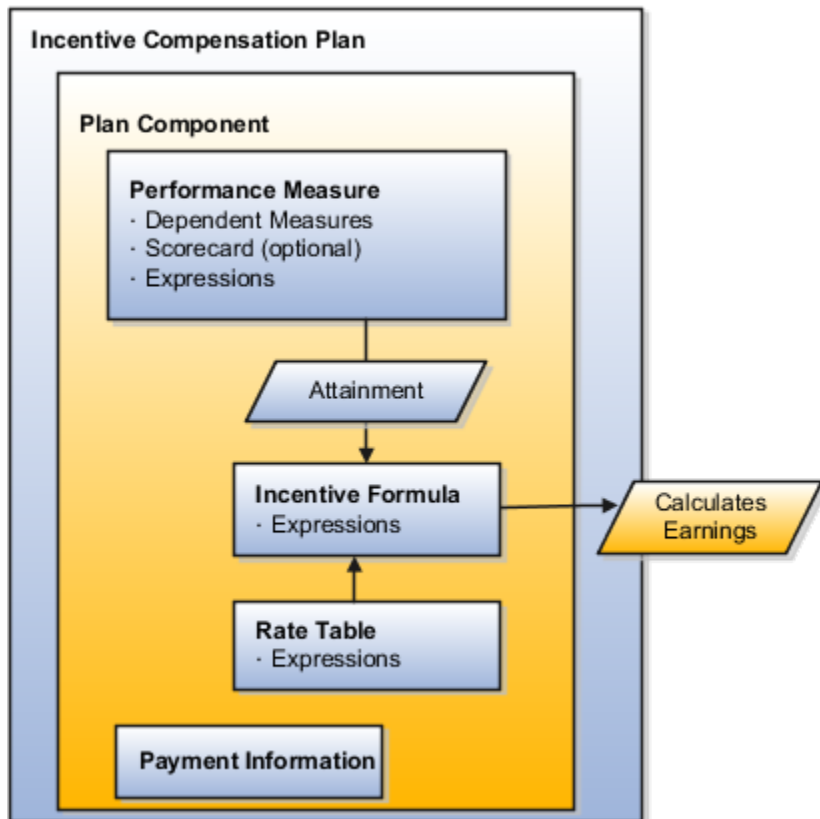 Incentive Compensation Plan
Plan Component
Performance Measure
· Dependent Measures
· Scorecard (optional)
· Expressions
Attainment
Incentive Formula
· Expressions
Calculates
Earnings
Rate Table
· Expressions
Payment Information